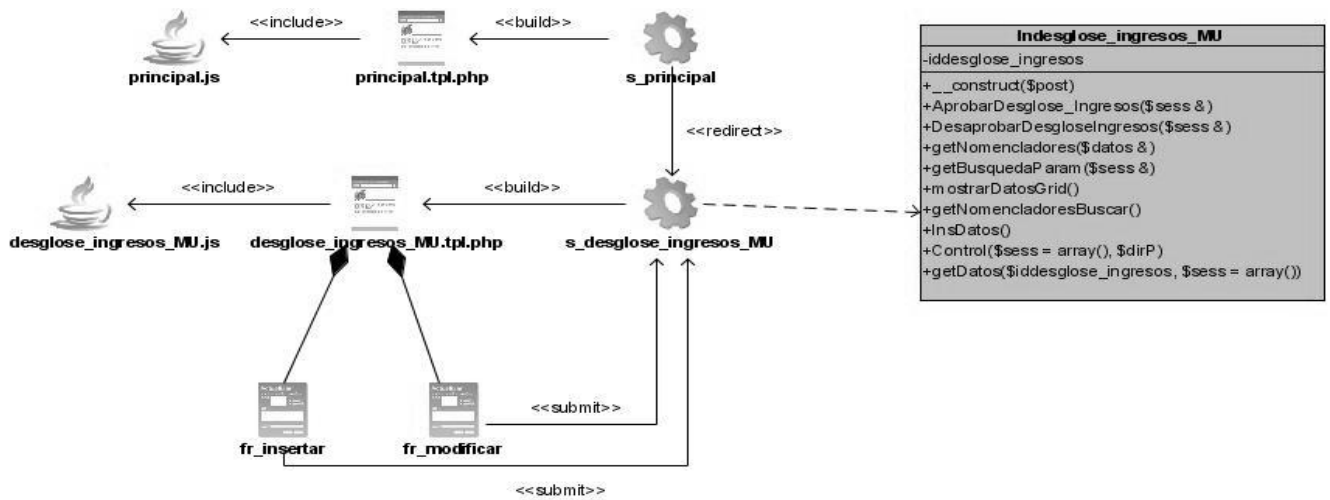 <<include>>
<<build>>
principal.js
principal.tpl.php
s_principal
<<redirect>>
<<include>>
<<build>>
desglose_ingresos_MU.js
desglose_ingresos_MU.tpl.php
s_desglose_ingresos_MU
fr_insertar
fr_modificar
<<submit>>
<<submit>>
Indesglose_ingresos_MU
-iddesglose_ingresos
+__construct($post)
+AprobarDesglose_Ingresos($sess &)
+DesaprobarDesgloseIngresos($sess &)
+getNomencladores($datos &)
+getBusquedaParam($sess &)
+mostrarDatosGrid()
+getNomencladoresBuscar()
+InsDatos()
+Control($sess = array(), $dirP)
+getDatos($iddesglose_ingresos, $sess = array())